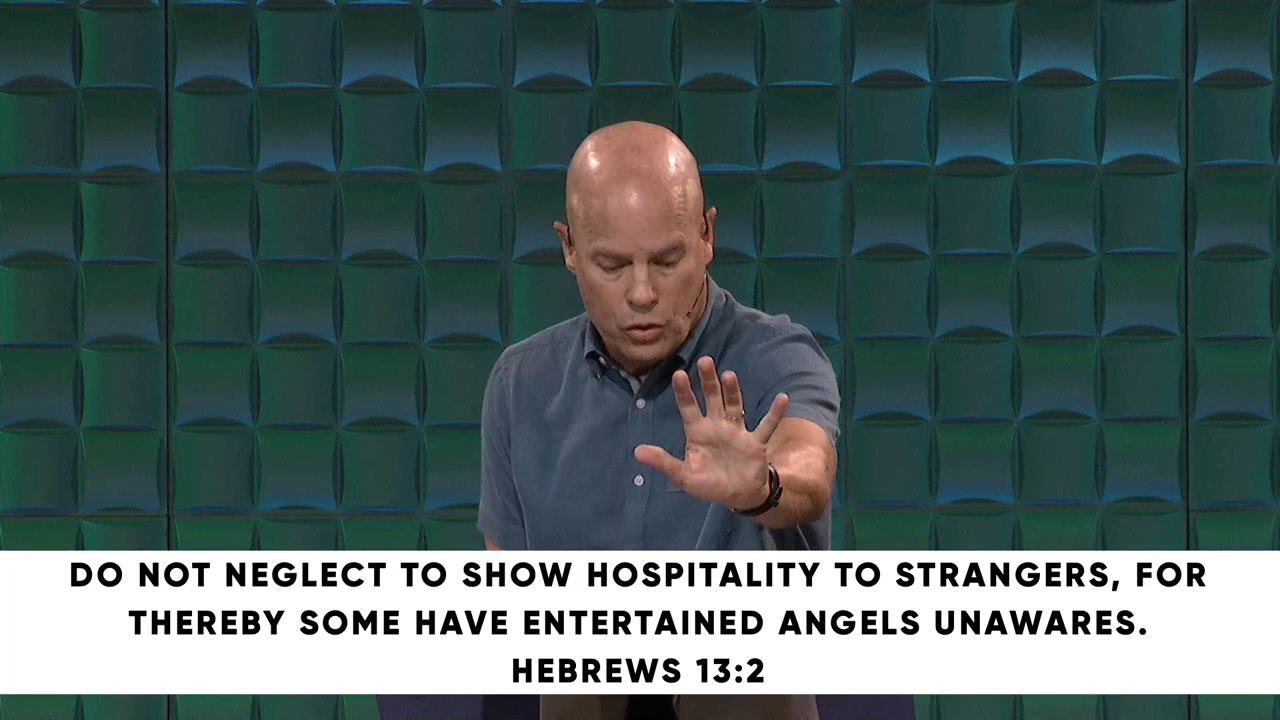 DO NOT NEGLECT TO SHOW HOSPITALITY TO STRANGERS, FOR
THEREBY SOME HAVE ENTERTAINED ANGELS UNAWARES.
HEBREWS 13:2